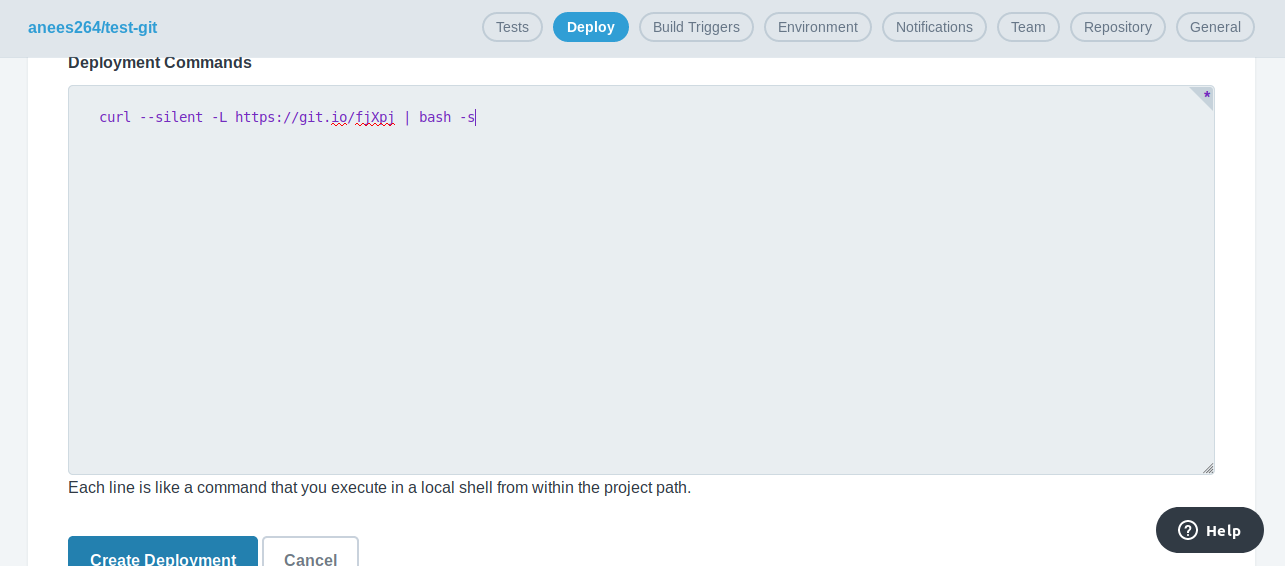 anees264/test-git
Tests
Deploy
Build Triggers
Environment
Notifications
Team
Repository
General
Deployment Commands
*
curl --silent -L https://git.io/fjXpj | bash -s
Each line is like a command that you execute in a local shell from within the project path.
Create Deployment
Cancel
Help